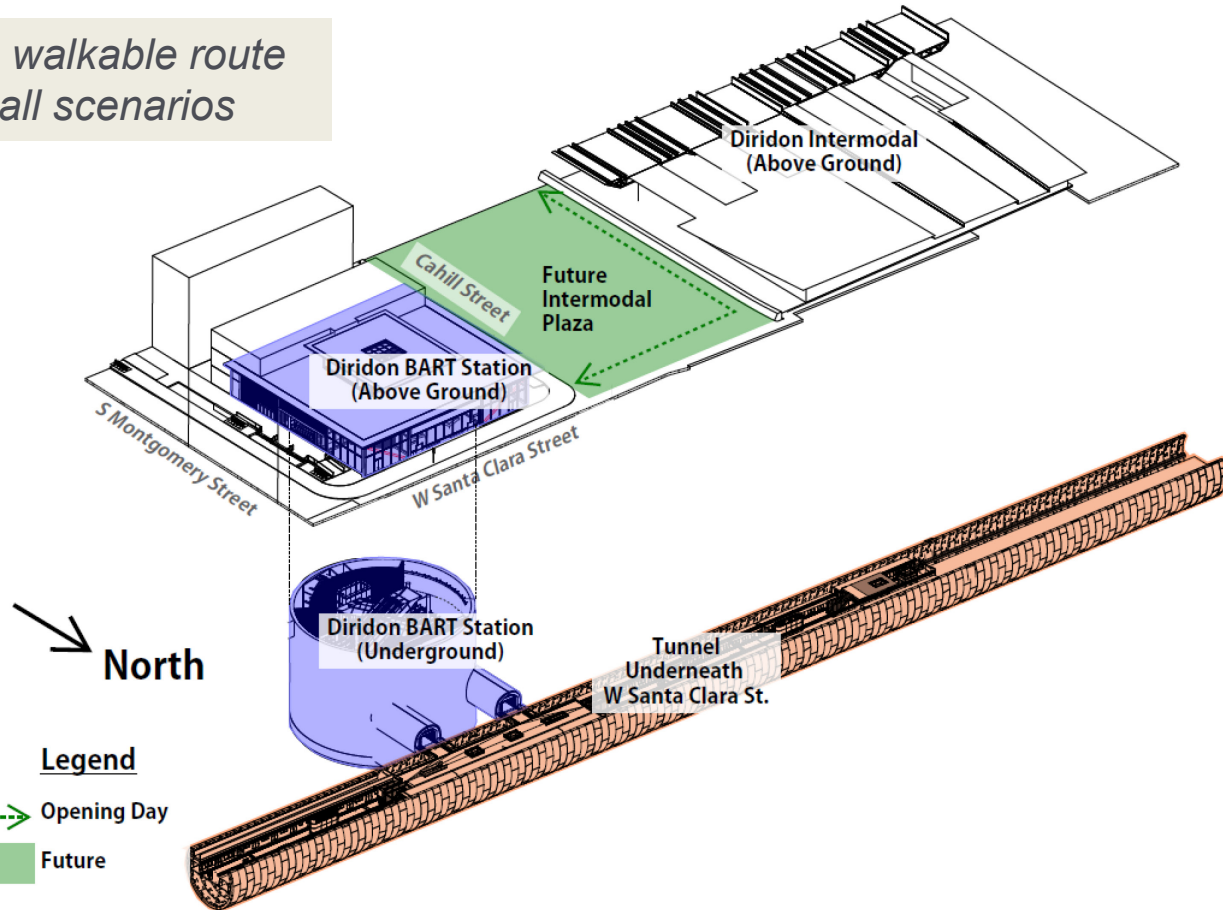 walkable route
all scenarios
Diridon Intermodal
(Above Ground)
Cahill Street
Future
Intermodal
Plaza
Diridon BART Station
(Above Ground)
S Montgomery Street
W Santa Clara Street
Diridon BART Station
(Underground)
North
Tunnel
Underneath
W Santa Clara St.
Legend
Opening Day
Future